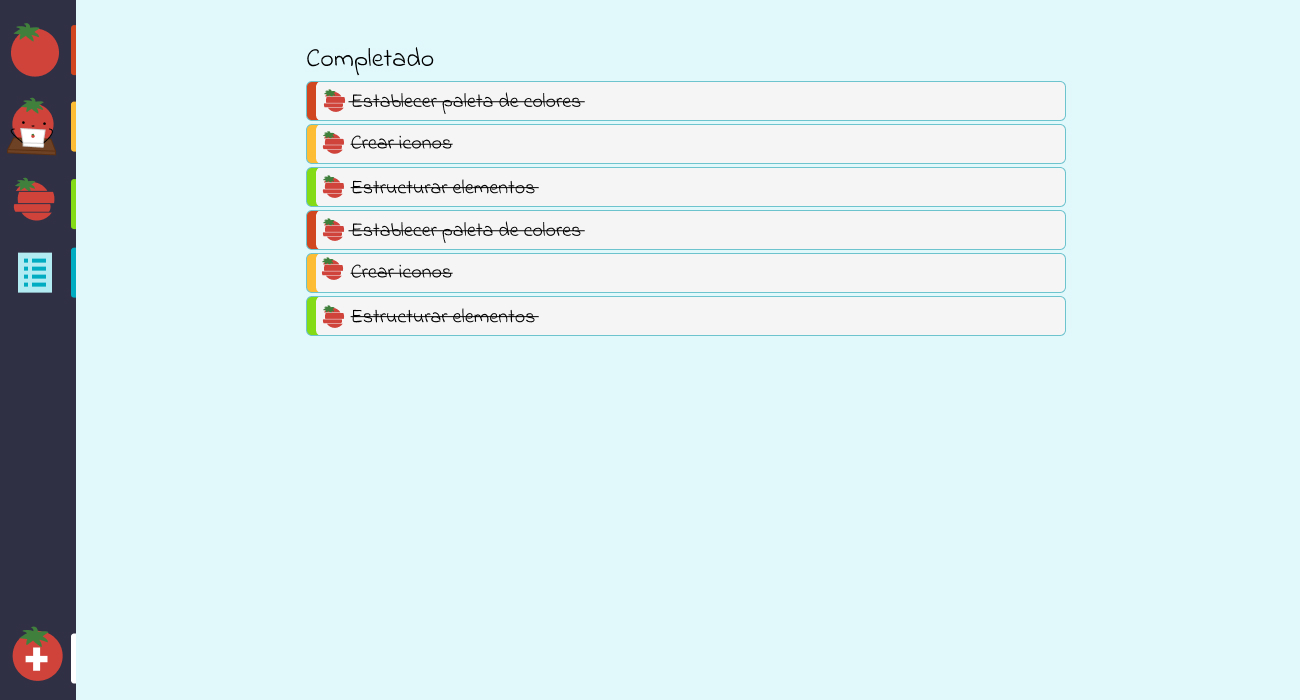 Completado
Establecer paleta de colores
Crear iconos
Estructurar elementos
Establecer paleta de colores
Crear iconos
Estructurar elementos